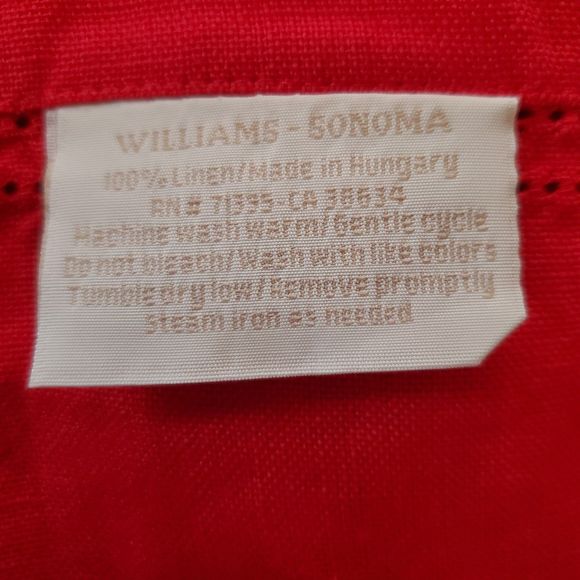 WILLIAMS - SONOMA
100% Linen/Made in Hungary
RN # 71395-CA 36634
Machine wash warm/Gentle cycle
Do not bleach/Wash with like colors
Tumble dry low/Remove promptly
Steam iron as needed